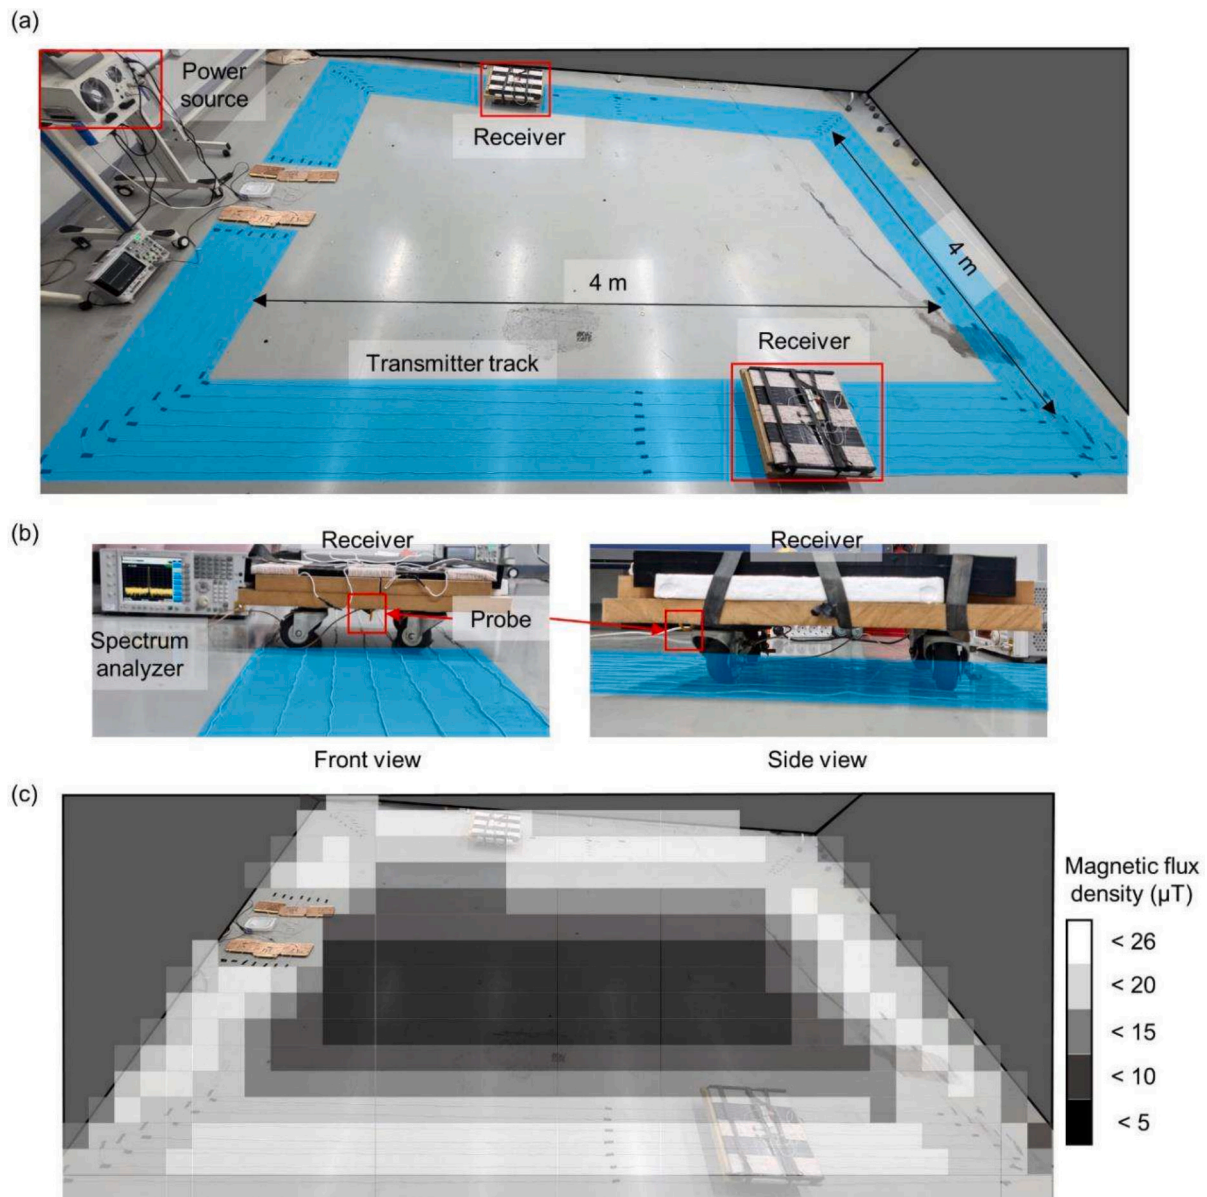 (a)
Power
source
Receiver
4 m
4 m
Receiver
Transmitter track
(b)
Receiver
Receiver
Probe
Spectrum
analyzer
Front view
Side view
(c)
Magnetic flux
density (μT)
< 26
< 20
< 15
< 10
< 5